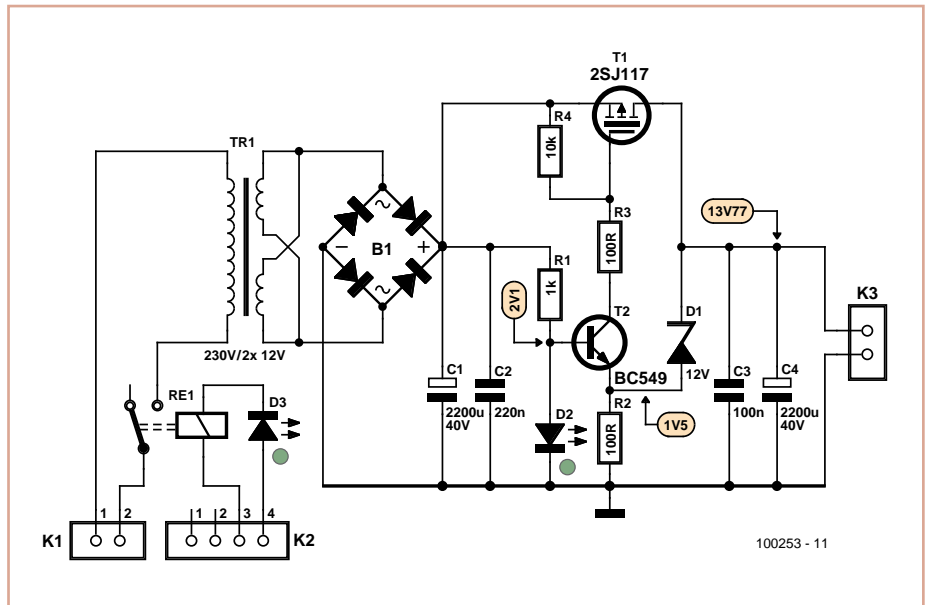 T1
2SJ117
R4
10k
TR1
R3
100R
13V77
~
−
B1
+
~
R1
1k
2V1
K3
T2
D1
230V/2x 12V
BC549
12V
C1
C2
C3
C4
RE1
D3
2200u
40V
220n
D2
R2
100R
1V5
100n
2200u
40V
1 2
1 2 3 4
K1
K2
100253 - 11